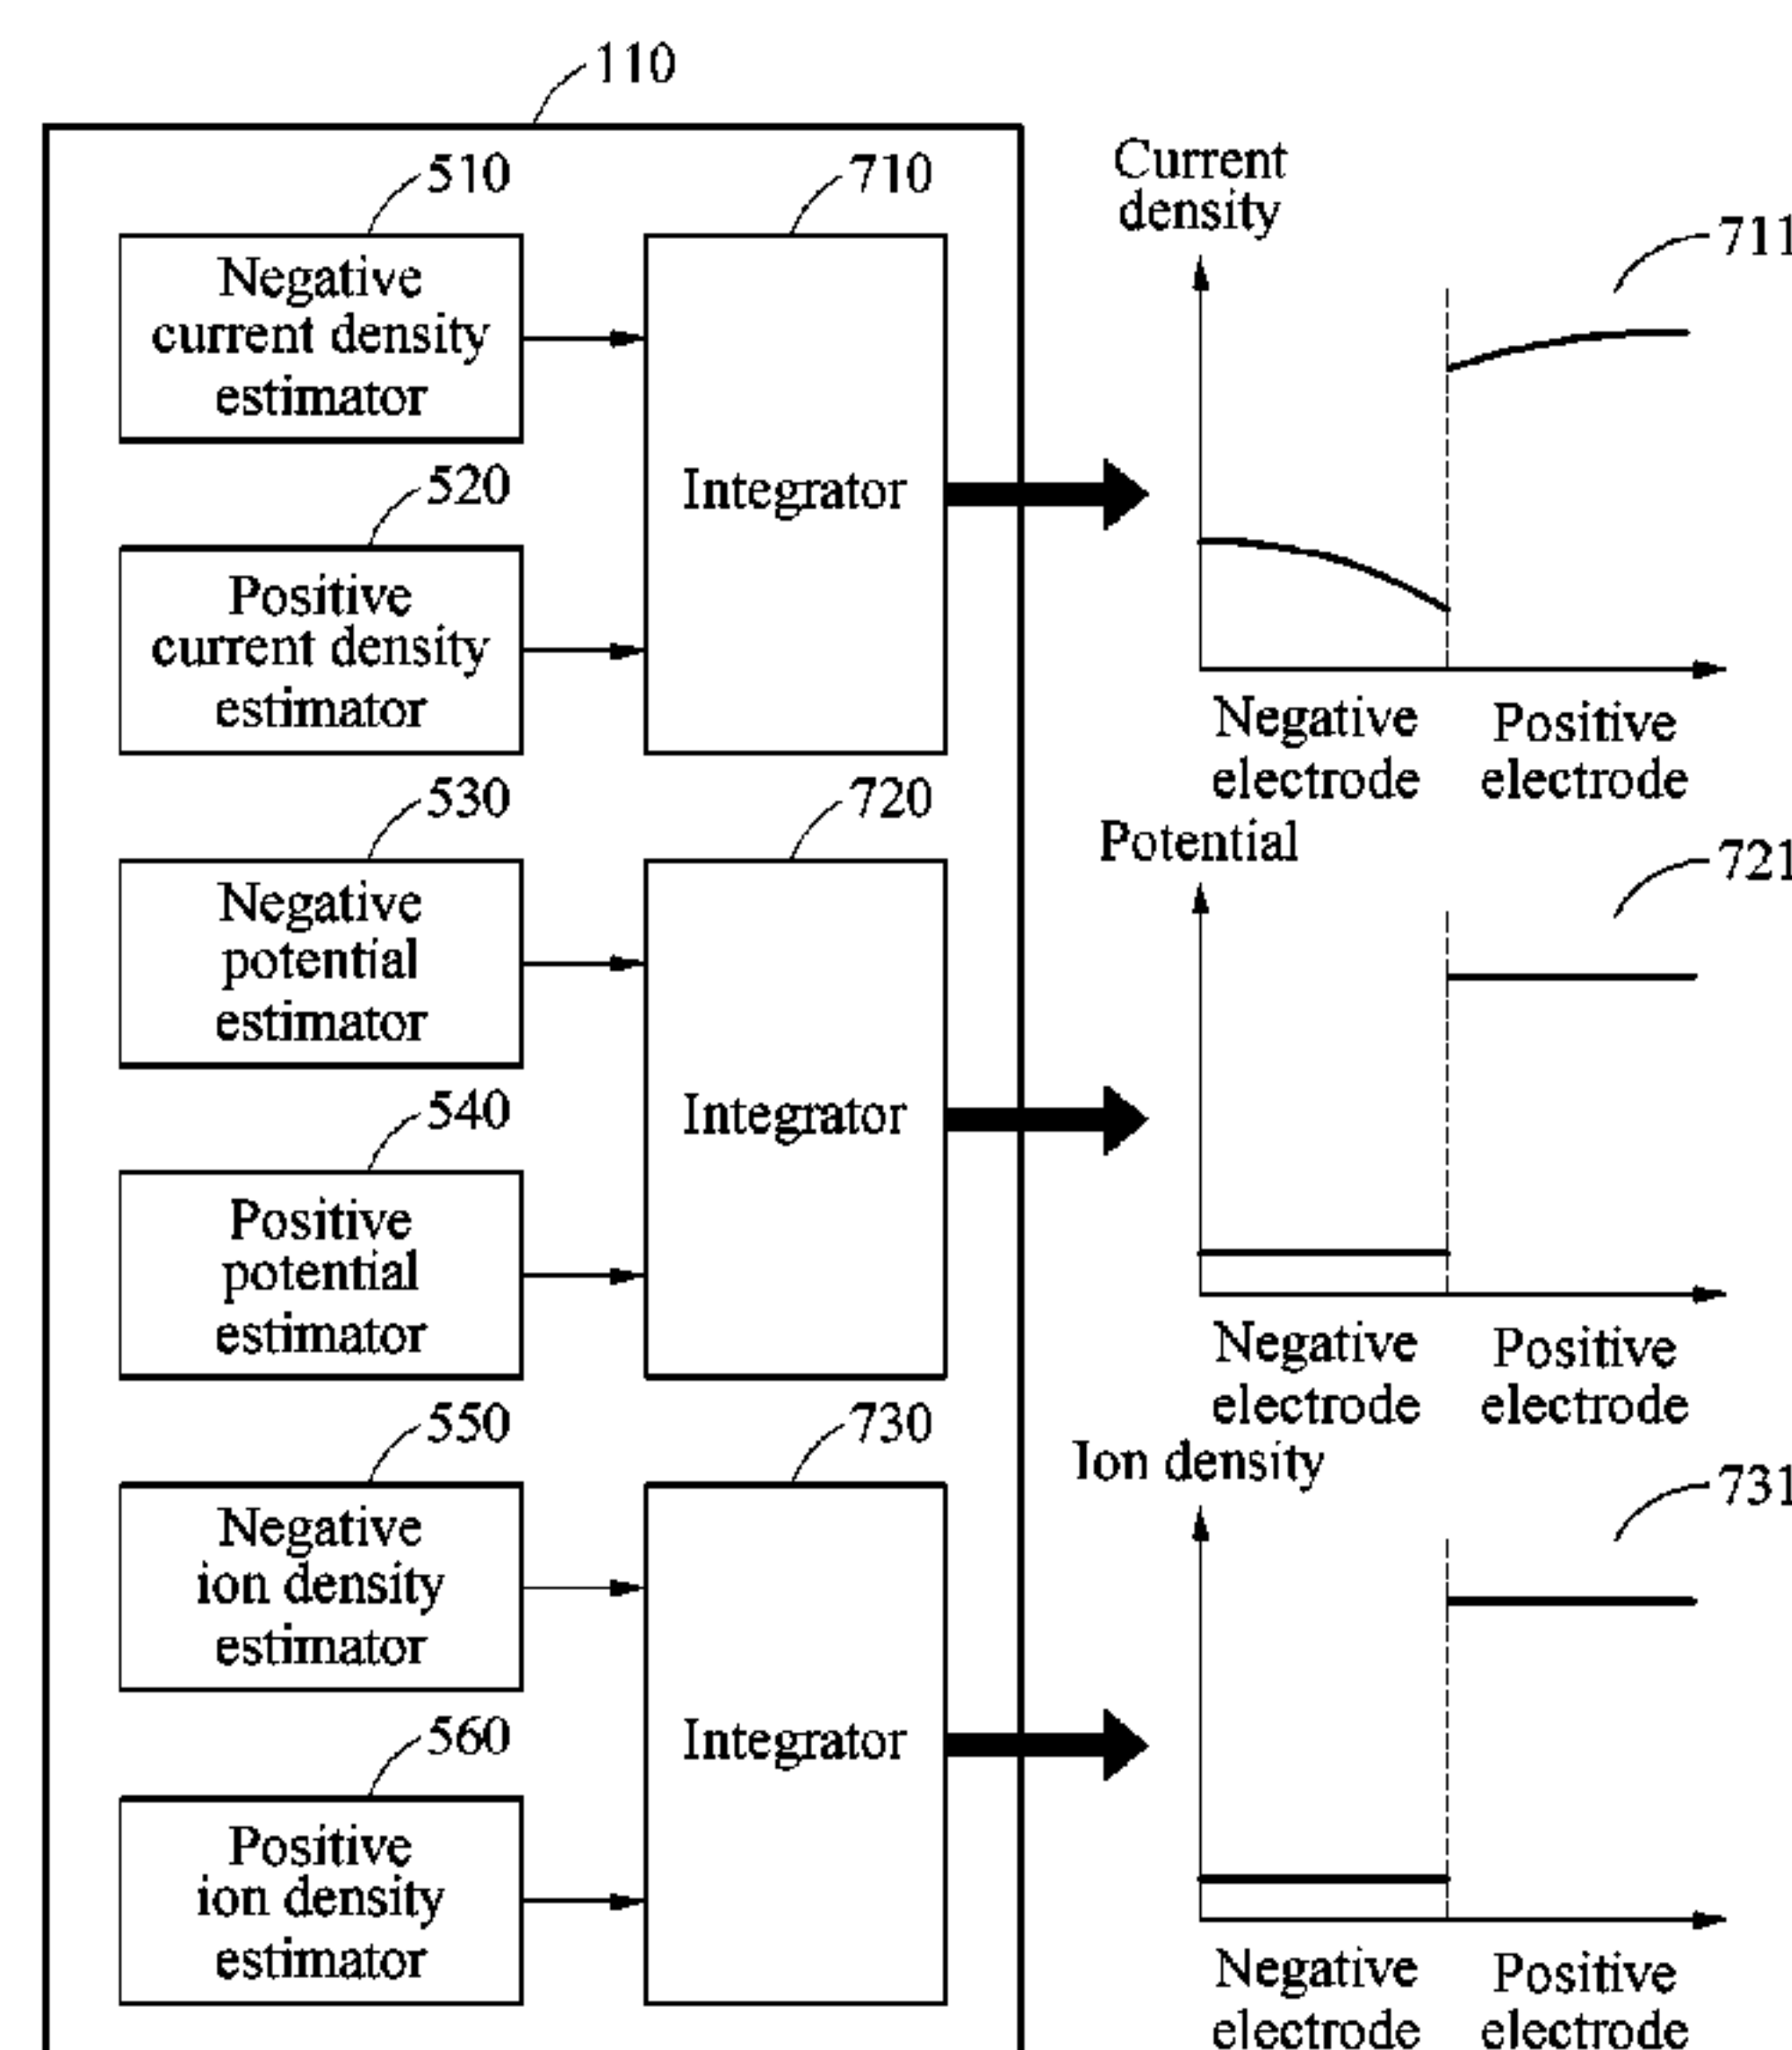 110
510
710
Negative
current density
estimator
Integrator
520
Positive
current density
estimator
Current
density
711
Negative
electrode
Positive
electrode
530
720
Negative
potential
estimator
Integrator
540
Positive
potential
estimator
Potential
721
Negative
electrode
Positive
electrode
550
730
Negative
ion density
estimator
Integrator
560
Positive
ion density
estimator
Ion density
731
Negative
electrode
Positive
electrode